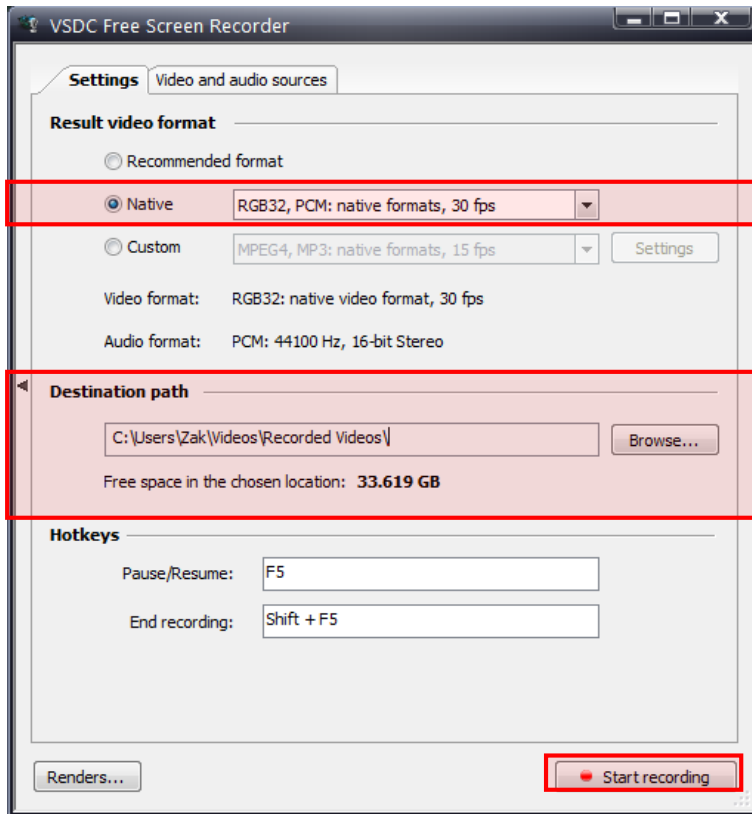 VSDC Free Screen Recorder
Settings Video and audio sources
Result video format
Recommended format
Native RGB32, PCM: native formats, 30 fps
Custom MPEG4, MP3: native formats, 15 fps Settings
Video format: RGB32: native video format, 30 fps
Audio format: PCM: 44100 Hz, 16-bit Stereo
Destination path
C:\Users\Zak\Videos\Recorded Videos\ Browse...
Free space in the chosen location: 33.619 GB
Hotkeys
Pause/Resume: F5
End recording: Shift + F5
Renders... Start recording